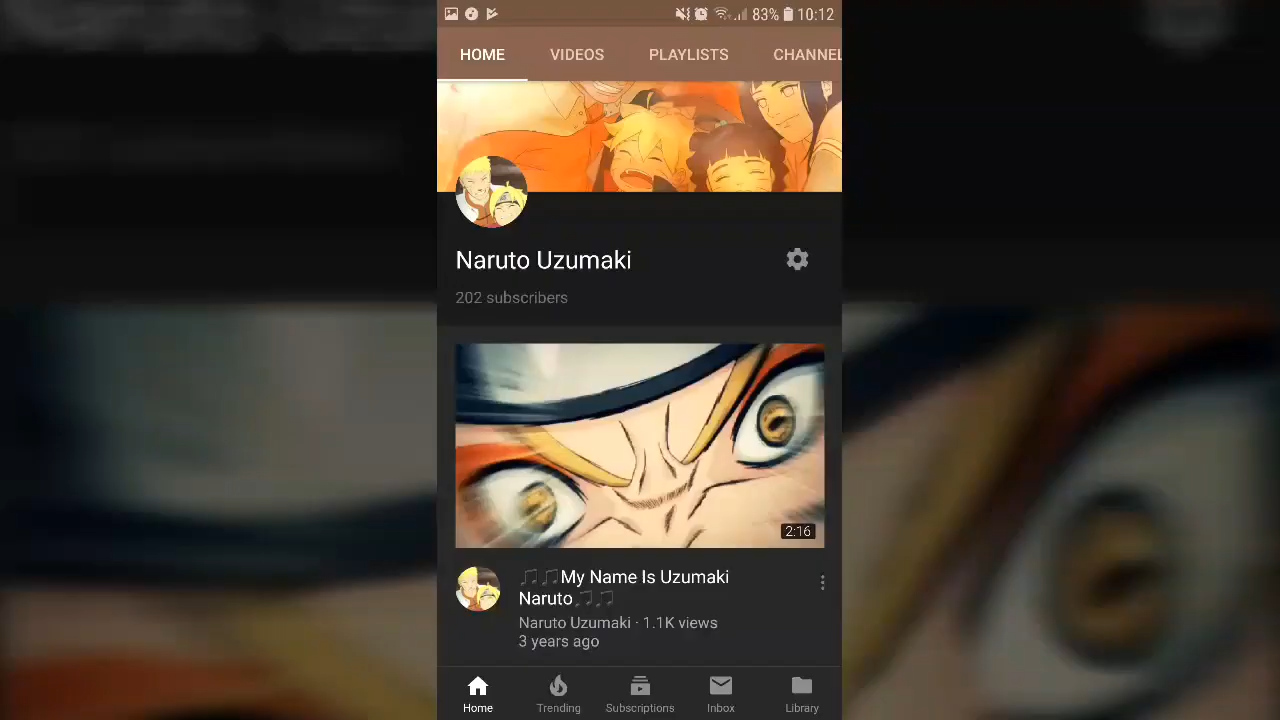 83% 10:12
HOME VIDEOS PLAYLISTS CHANNEL
Naruto Uzumaki
202 subscribers
2:16
🎵🎵My Name Is Uzumaki
Naruto🎵🎵
Naruto Uzumaki · 1.1K views
3 years ago
Home Trending Subscriptions Inbox Library